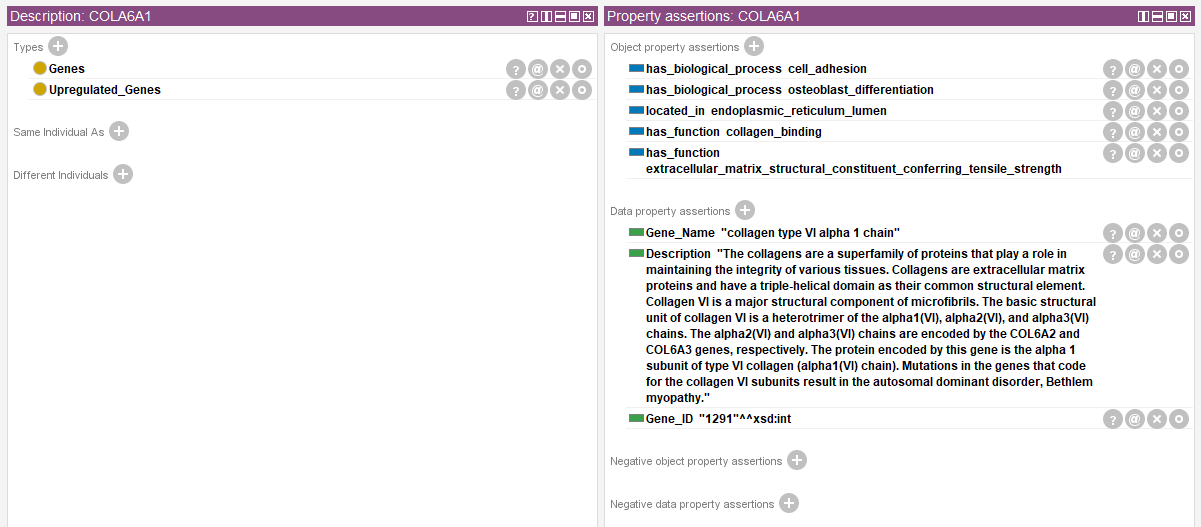 Description: COLA6A1
Types
Genes
Upregulated_Genes
Same Individual As
Different Individuals
Property assertions: COLA6A1
Object property assertions
has_biological_process cell_adhesion
has_biological_process osteoblast_differentiation
located_in endoplasmic_reticulum_lumen
has_function collagen_binding
has_function
extracellular_matrix_structural_constituent_conferring_tensile_strength
Data property assertions
Gene_Name "collagen type VI alpha 1 chain"
Description "The collagens are a superfamily of proteins that play a role in
maintaining the integrity of various tissues. Collagens are extracellular matrix
proteins and have a triple-helical domain as their common structural element.
Collagen VI is a major structural component of microfibrils. The basic structural
unit of collagen VI is a heterotrimer of the alpha1(VI), alpha2(VI), and alpha3(VI)
chains. The alpha2(VI) and alpha3(VI) chains are encoded by the COL6A2 and
COL6A3 genes, respectively. The protein encoded by this gene is the alpha 1
subunit of type VI collagen (alpha1(VI) chain). Mutations in the genes that code
for the collagen VI subunits result in the autosomal dominant disorder, Bethlem
myopathy."
Gene_ID "1291"^^xsd:int
Negative object property assertions
Negative data property assertions